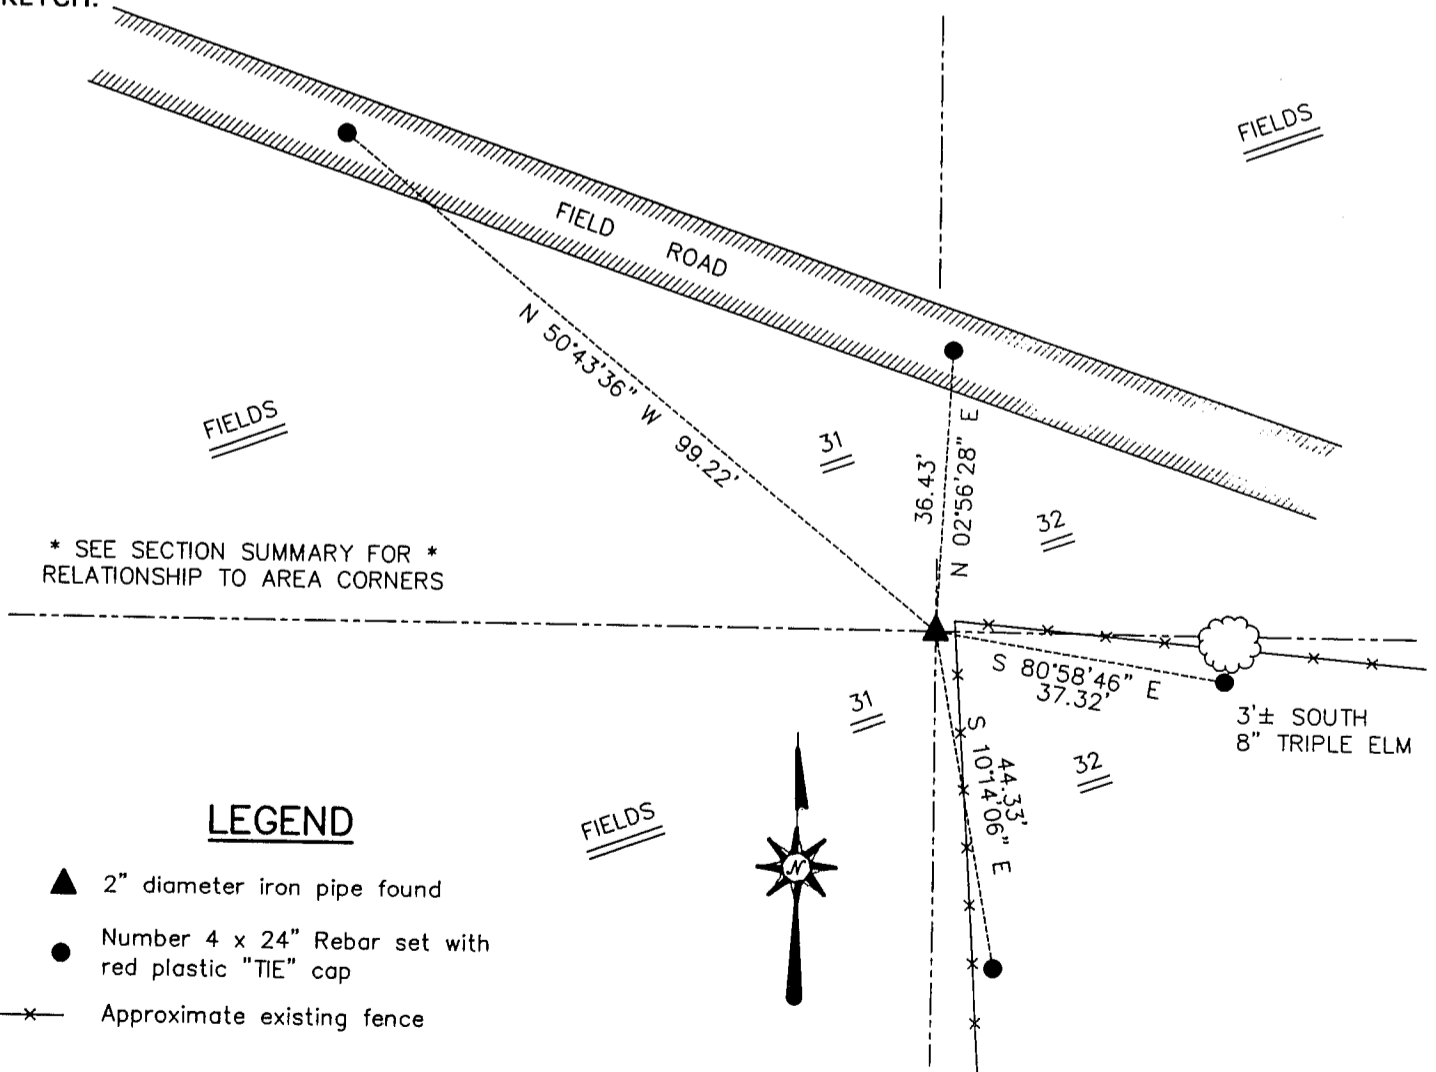 FIELDS
FIELD ROAD
N 50°43'36" W 99.22'
FIELDS
31
36.43'
N 02°56'28" E
32
* SEE SECTION SUMMARY FOR *
RELATIONSHIP TO AREA CORNERS
S 80°58'46" E
37.32'
31
3'± SOUTH
8" TRIPLE ELM
44.33'
S 10°14'06" E
32
LEGEND
FIELDS
N
2" diameter iron pipe found
Number 4 x 24" Rebar set with
red plastic "TIE" cap
Approximate existing fence